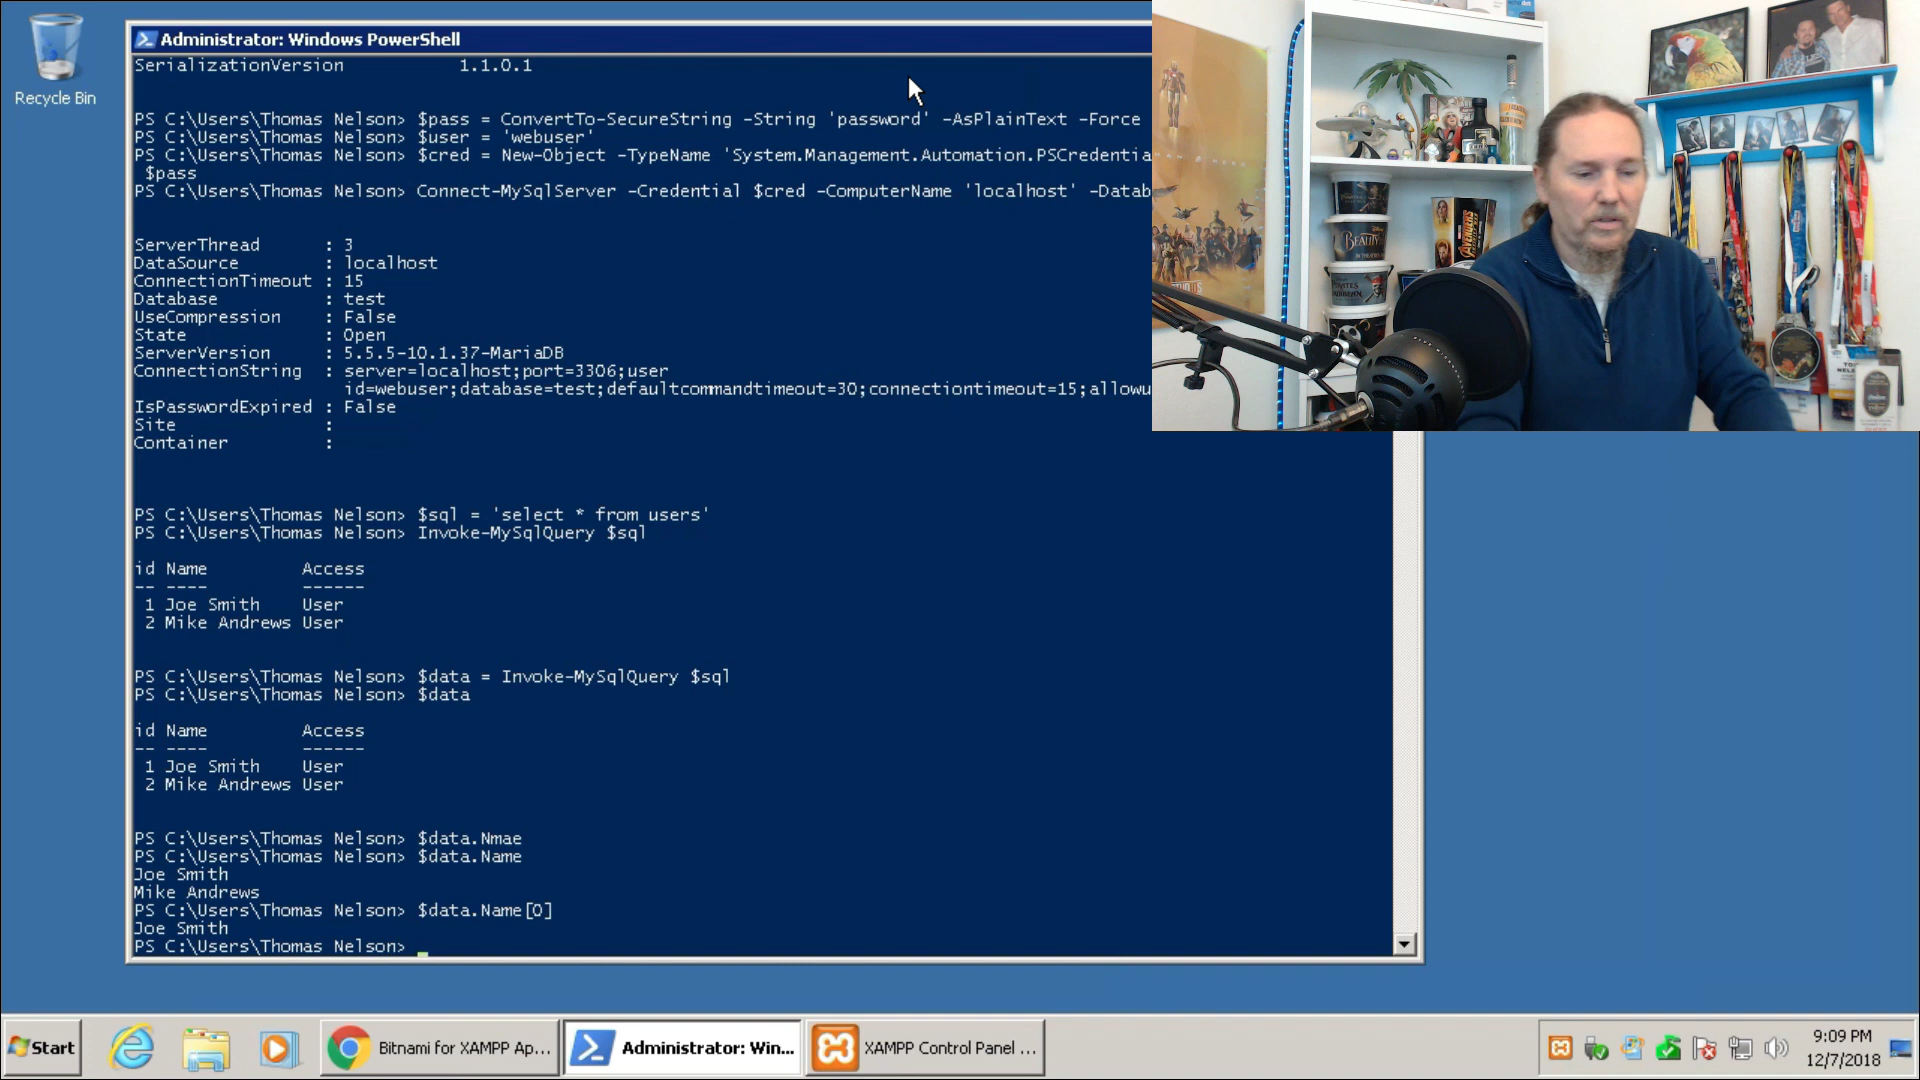 Recycle Bin
Administrator: Windows PowerShell
SerializationVersion 1.1.0.1
PS C:\Users\Thomas Nelson> $pass = ConvertTo-SecureString -String 'password' -AsPlainText -Force
PS C:\Users\Thomas Nelson> $user = 'webuser'
PS C:\Users\Thomas Nelson> $cred = New-Object -TypeName 'System.Management.Automation.PSCredentia
$pass
PS C:\Users\Thomas Nelson> Connect-MySqlServer -Credential $cred -ComputerName 'localhost' -Datab
ServerThread : 3
DataSource : localhost
ConnectionTimeout : 15
Database : test
UseCompression : False
State : Open
ServerVersion : 5.5.5-10.1.37-MariaDB
ConnectionString : server=localhost;port=3306;user
id=webuser;database=test;defaultcommandtimeout=30;connectiontimeout=15;allowu
IsPasswordExpired : False
Site :
Container :
PS C:\Users\Thomas Nelson> $sql = 'select * from users'
PS C:\Users\Thomas Nelson> Invoke-MySqlQuery $sql
id Name Access
-- ---- ------
1 Joe Smith User
2 Mike Andrews User
PS C:\Users\Thomas Nelson> $data = Invoke-MySqlQuery $sql
PS C:\Users\Thomas Nelson> $data
id Name Access
-- ---- ------
1 Joe Smith User
2 Mike Andrews User
PS C:\Users\Thomas Nelson> $data.Nmae
PS C:\Users\Thomas Nelson> $data.Name
Joe Smith
Mike Andrews
PS C:\Users\Thomas Nelson> $data.Name[0]
Joe Smith
PS C:\Users\Thomas Nelson>
BEAUTY
AVENGERS
PIRATES
Start
Bitnami for XAMPP Ap...
Administrator: Win...
XAMPP Control Panel ...
9:09 PM
12/7/2018